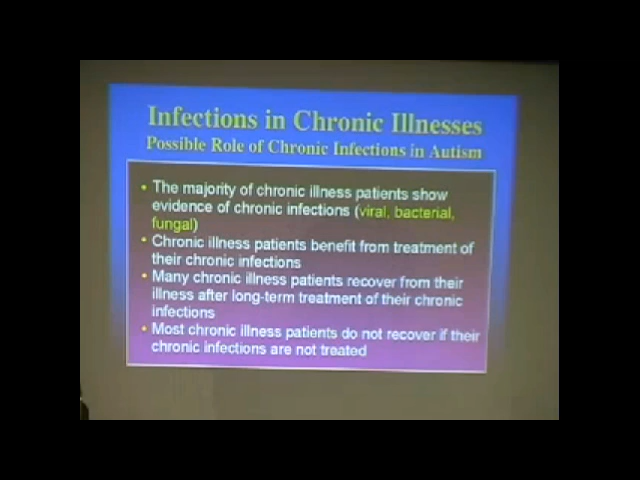 Infections in Chronic Illnesses
Possible Role of Chronic Infections in Autism
• The majority of chronic illness patients show
evidence of chronic infections (viral, bacterial,
fungal)
• Chronic illness patients benefit from treatment of
their chronic infections
• Many chronic illness patients recover from their
illness after long-term treatment of their chronic
infections
• Most chronic illness patients do not recover if their
chronic infections are not treated